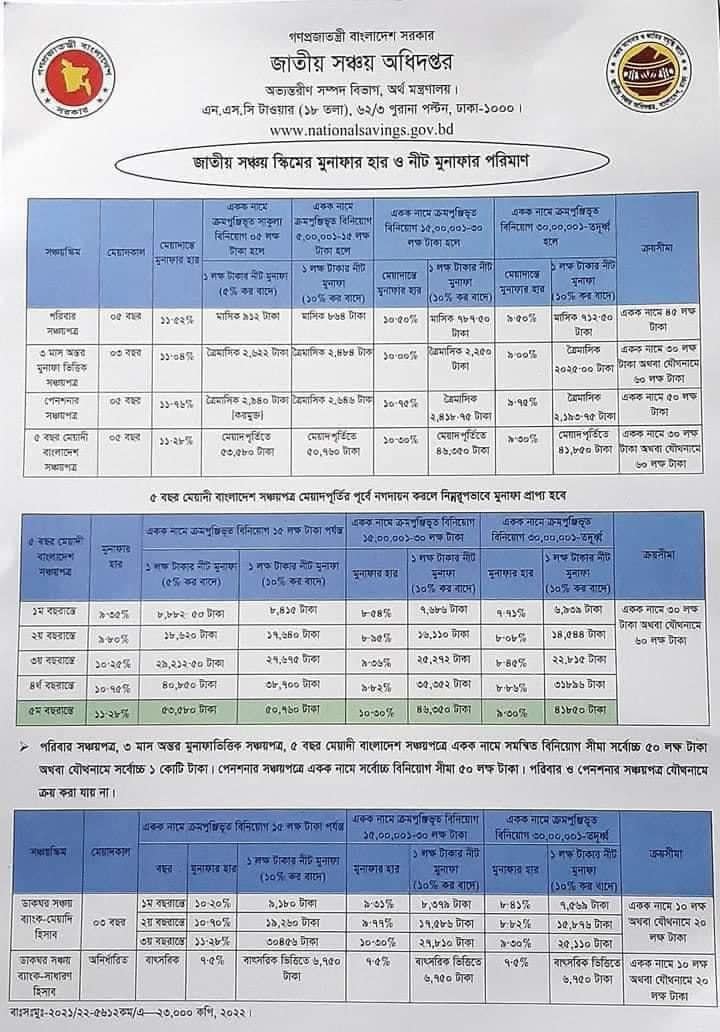 গণপ্রজাতন্ত্রী বাংলাদেশ সরকার
জাতীয় সঞ্চয় অধিদপ্তর
অভ্যন্তরীণ সম্পদ বিভাগ, অর্থ মন্ত্রণালয়।
এন.এস.সি টাওয়ার (১৮ তলা), ৬২/৩ পুরানা পল্টন, ঢাকা-১০০০।
www.nationalsavings.gov.bd
গণপ্রজাতন্ত্রী বাংলাদেশ
সরকার
জাতীয় সঞ্চয় স্কিমের মুনাফার হার ও নীট মুনাফার পরিমাণ
সঞ্চয়স্কিম মেয়াদকাল মেয়াদান্তে মুনাফার হার একক নামে ক্রমপুঞ্জিভূত সাকুল্য বিনিয়োগ ০৫ লক্ষ টাকা হলে একক নামে ক্রমপুঞ্জিভূত বিনিয়োগ ৫,০০,০০১-১৫ লক্ষ টাকা হলে একক নামে ক্রমপুঞ্জিভূত বিনিয়োগ ১৫,০০,০০১-৩০ লক্ষ টাকা হলে একক নামে ক্রমপুঞ্জিভূত বিনিয়োগ ৩০,০০,০০১-তদূর্ধ্ব হলে ক্রয়সীমা
১ লক্ষ টাকার নীট মুনাফা (৫% কর বাদে) ১ লক্ষ টাকার নীট মুনাফা (১০% কর বাদে) মেয়াদান্তে মুনাফার হার ১ লক্ষ টাকার নীট মুনাফা (১০% কর বাদে) মেয়াদান্তে মুনাফার হার ১ লক্ষ টাকার নীট মুনাফা (১০% কর বাদে)
পরিবার সঞ্চয়পত্র ০৫ বছর ১১.৫২% মাসিক ৯১২ টাকা মাসিক ৮৬৪ টাকা ১০.৫০% মাসিক ৭৮৭.৫০ টাকা ৯.৫০% মাসিক ৭১২.৫০ টাকা একক নামে ৪৫ লক্ষ টাকা
৩ মাস অন্তর মুনাফা ভিত্তিক সঞ্চয়পত্র ০৩ বছর ১১.০৪% ত্রৈমাসিক ২,৬২২ টাকা ত্রৈমাসিক ২,৪৮৪ টাকা ১০.০০% ত্রৈমাসিক ২,২৫০ টাকা ৯.০০% ত্রৈমাসিক ২০২৫.০০ টাকা একক নামে ৩০ লক্ষ টাকা অথবা যৌথনামে ৬০ লক্ষ টাকা
পেনশনার সঞ্চয়পত্র ০৫ বছর ১১.৭৬% ত্রৈমাসিক ২,৯৪০ টাকা [করমুক্ত] ত্রৈমাসিক ২,৬৪৬ টাকা ১০.৭৫% ত্রৈমাসিক ২,৪১৮.৭৫ টাকা ৯.৭৫% ত্রৈমাসিক ২,১৯৩.৭৫ টাকা একক নামে ৫০ লক্ষ টাকা
৫ বছর মেয়াদী বাংলাদেশ সঞ্চয়পত্র ০৫ বছর ১১.২৮% মেয়াদপূর্তিতে ৫৩,৫৮০ টাকা মেয়াদপূর্তিতে ৫০,৭৬০ টাকা ১০.৩০% মেয়াদপূর্তিতে ৪৬,৩৫০ টাকা ৯.৩০% মেয়াদপূর্তিতে ৪১,৮৫০ টাকা একক নামে ৩০ লক্ষ টাকা অথবা যৌথনামে ৬০ লক্ষ টাকা
৫ বছর মেয়াদী বাংলাদেশ সঞ্চয়পত্র মেয়াদপূর্তির পূর্বে নগদায়ন করলে নিম্নরূপভাবে মুনাফা প্রাপ্য হবে
৫ বছর মেয়াদী বাংলাদেশ সঞ্চয়পত্র মুনাফার হার একক নামে ক্রমপুঞ্জিভূত বিনিয়োগ ১৫ লক্ষ টাকা পর্যন্ত একক নামে ক্রমপুঞ্জিভূত বিনিয়োগ ১৫,০০,০০১-৩০ লক্ষ টাকা একক নামে ক্রমপুঞ্জিভূত বিনিয়োগ ৩০,০০,০০১-তদূর্ধ্ব ক্রয়সীমা
১ লক্ষ টাকার নীট মুনাফা (৫% কর বাদে) ১ লক্ষ টাকার নীট মুনাফা (১০% কর বাদে) মুনাফার হার ১ লক্ষ টাকার নীট মুনাফা (১০% কর বাদে) মুনাফার হার ১ লক্ষ টাকার নীট মুনাফা (১০% কর বাদে)
১ম বছরান্তে ৯.৩৫% ৮,৮৮২.৫০ টাকা ৮,৪১৫ টাকা ৮.৫৪% ৭,৬৮৬ টাকা ৭.৭১% ৬,৯৩৯ টাকা একক নামে ৩০ লক্ষ টাকা অথবা যৌথনামে ৬০ লক্ষ টাকা
২য় বছরান্তে ৯.৮০% ১৮,৬২০ টাকা ১৭,৬৪০ টাকা ৮.৯৫% ১৬,১১০ টাকা ৮.০৮% ১৪,৫৪৪ টাকা
৩য় বছরান্তে ১০.২৫% ২৯,২১২.৫০ টাকা ২৭,৬৭৫ টাকা ৯.৩৬% ২৫,২৭২ টাকা ৮.৪৫% ২২,৮১৫ টাকা
৪র্থ বছরান্তে ১০.৭৫% ৪০,৮৫০ টাকা ৩৮,৭০০ টাকা ৯.৮২% ৩৫,৩৫২ টাকা ৮.৮৬% ৩১৮৯৬ টাকা
৫ম বছরান্তে ১১.২৮% ৫৩,৫৮০ টাকা ৫০,৭৬০ টাকা ১০.৩০% ৪৬,৩৫০ টাকা ৯.৩০% ৪১৮৫০ টাকা
➢ পরিবার সঞ্চয়পত্র, ৩ মাস অন্তর মুনাফাভিত্তিক সঞ্চয়পত্র, ৫ বছর মেয়াদী বাংলাদেশ সঞ্চয়পত্রে একক নামে সমন্বিত বিনিয়োগ সীমা সর্বোচ্চ ৫০ লক্ষ টাকা
অথবা যৌথনামে সর্বোচ্চ ১ কোটি টাকা। পেনশনার সঞ্চয়পত্রে একক নামে সর্বোচ্চ বিনিয়োগ সীমা ৫০ লক্ষ টাকা। পরিবার ও পেনশনার সঞ্চয়পত্র যৌথনামে
ক্রয় করা যায় না।
সঞ্চয়স্কিম মেয়াদকাল একক নামে ক্রমপুঞ্জিভূত বিনিয়োগ ১৫ লক্ষ টাকা পর্যন্ত একক নামে ক্রমপুঞ্জিভূত বিনিয়োগ ১৫,০০,০০১-৩০ লক্ষ টাকা একক নামে ক্রমপুঞ্জিভূত বিনিয়োগ ৩০,০০,০০১-তদূর্ধ্ব ক্রয়সীমা
বছর মুনাফার হার ১ লক্ষ টাকার নীট মুনাফা (১০% কর বাদে) মুনাফার হার ১ লক্ষ টাকার নীট মুনাফা (১০% কর বাদে) মুনাফার হার ১ লক্ষ টাকার নীট মুনাফা (১০% কর বাদে)
ডাকঘর সঞ্চয় ব্যাংক-মেয়াদি হিসাব ০৩ বছর ১ম বছরান্তে ১০.২০% ৯,১৮০ টাকা ৯.৩১% ৮,৩৭৯ টাকা ৮.৪১% ৭,৫৬৯ টাকা একক নামে ১০ লক্ষ অথবা যৌথনামে ২০ লক্ষ টাকা
২য় বছরান্তে ১০.৭০% ১৯,২৬০ টাকা ৯.৭৭% ১৭,৫৮৬ টাকা ৮.৮২% ১৫,৮৭৬ টাকা
৩য় বছরান্তে ১১.২৮% ৩০৪৫৬ টাকা ১০.৩০% ২৭,৮১০ টাকা ৯.৩০% ২৫,১১০ টাকা
ডাকঘর সঞ্চয় ব্যাংক-সাধারণ হিসাব অনির্ধারিত বাৎসরিক ৭.৫% বাৎসরিক ভিত্তিতে ৬,৭৫০ টাকা ৭.৫% বাৎসরিক ভিত্তিতে ৬,৭৫০ টাকা ৭.৫% বাৎসরিক ভিত্তিতে ৬,৭৫০ টাকা একক নামে ১০ লক্ষ অথবা যৌথনামে ২০ লক্ষ টাকা
বাঃসঃমুঃ-২০২১/২২-৫৬১২কম/এ—২৩,০০০ কপি, ২০২২।